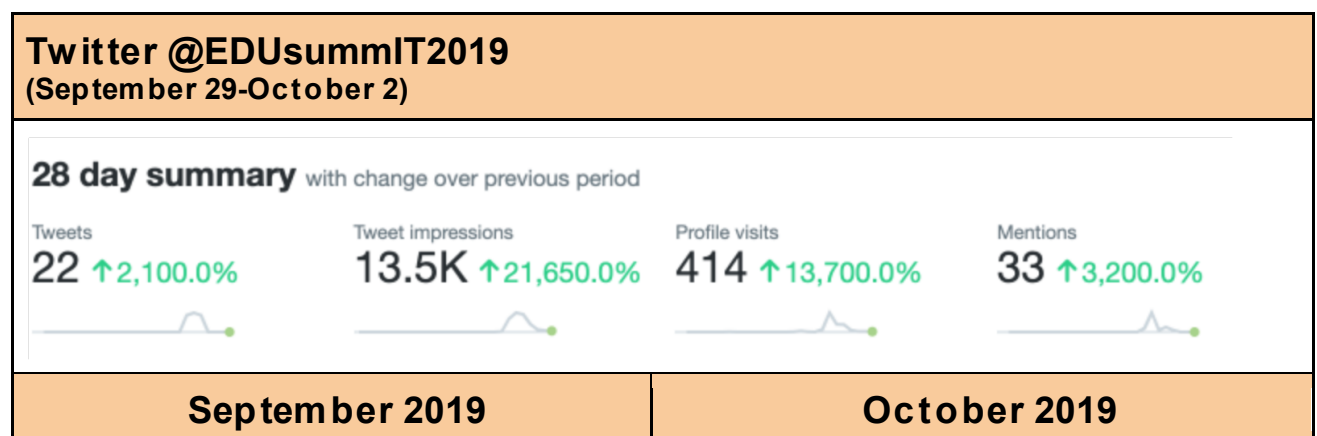 Twitter @EDUsummIT2019
(September 29-October 2)
28 day summary with change over previous period
Tweets
22 ↑2,100.0%
Tweet impressions
13.5K ↑21,650.0%
Profile visits
414 ↑13,700.0%
Mentions
33 ↑3,200.0%
September 2019
October 2019